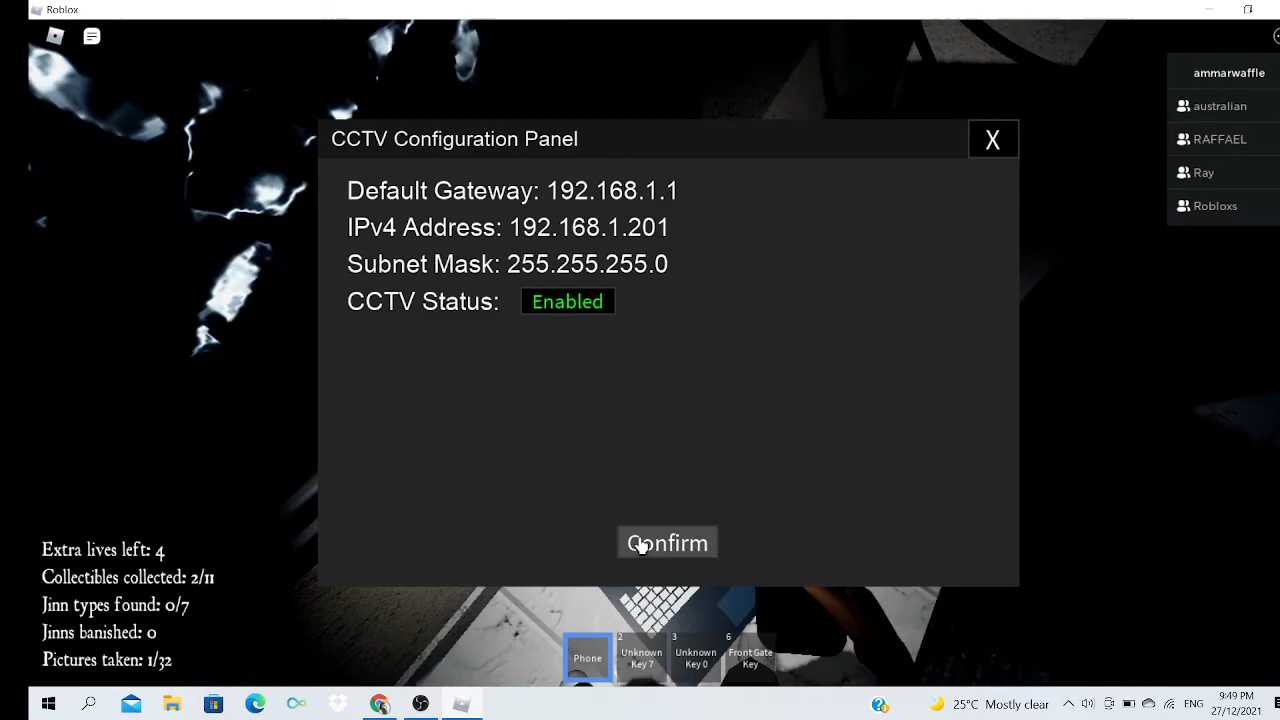 Roblox
ammarwaffle
australian
RAFFAEL
Ray
Robloxs
CCTV Configuration Panel
X
Default Gateway: 192.168.1.1
IPv4 Address: 192.168.1.201
Subnet Mask: 255.255.255.0
CCTV Status: Enabled
Confirm
Extra lives left: 4
Collectibles collected: 2/11
Jinn types found: 0/7
Jinns banished: 0
Pictures taken: 1/32
Phone
2
Unknown
Key 7
3
Unknown
Key 0
6
Front Gate
Key
25°C Mostly clear
9:49 PM
27/12/2021